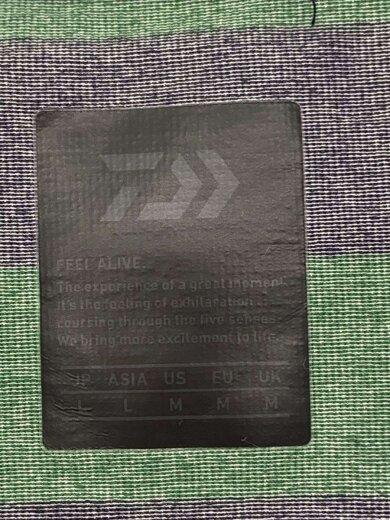 FEEL ALIVE.
The experience of a great moment
It's the feeling of exhilaration
coursing through the five senses
We bring more excitement to life.
JP ASIA US EU UK
L L M M M